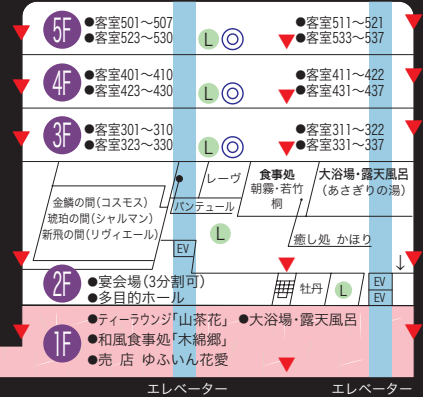 5F
●客室501～507
●客室523～530
L
●客室511～521
●客室533～537
4F
●客室401～410
●客室423～430
L
●客室411～422
●客室431～437
3F
●客室301～310
●客室323～330
L
●客室311～322
●客室331～337
金鱗の間(コスモス)
琥珀の間(シャルマン)
新飛の間(リヴィエール)
レーヴ
パンテュール
L
EV
食事処
朝霧・若竹
桐
大浴場・露天風呂
(あさぎりの湯)
癒し処 かほり
↓
2F
●宴会場(3分割可)
●多目的ホール
牡丹
L
EV
EV
1F
●ティーラウンジ「山茶花」 ●大浴場・露天風呂
●和風食事処「木綿郷」
●売 店 ゆふいん花愛
エレベーター
エレベーター